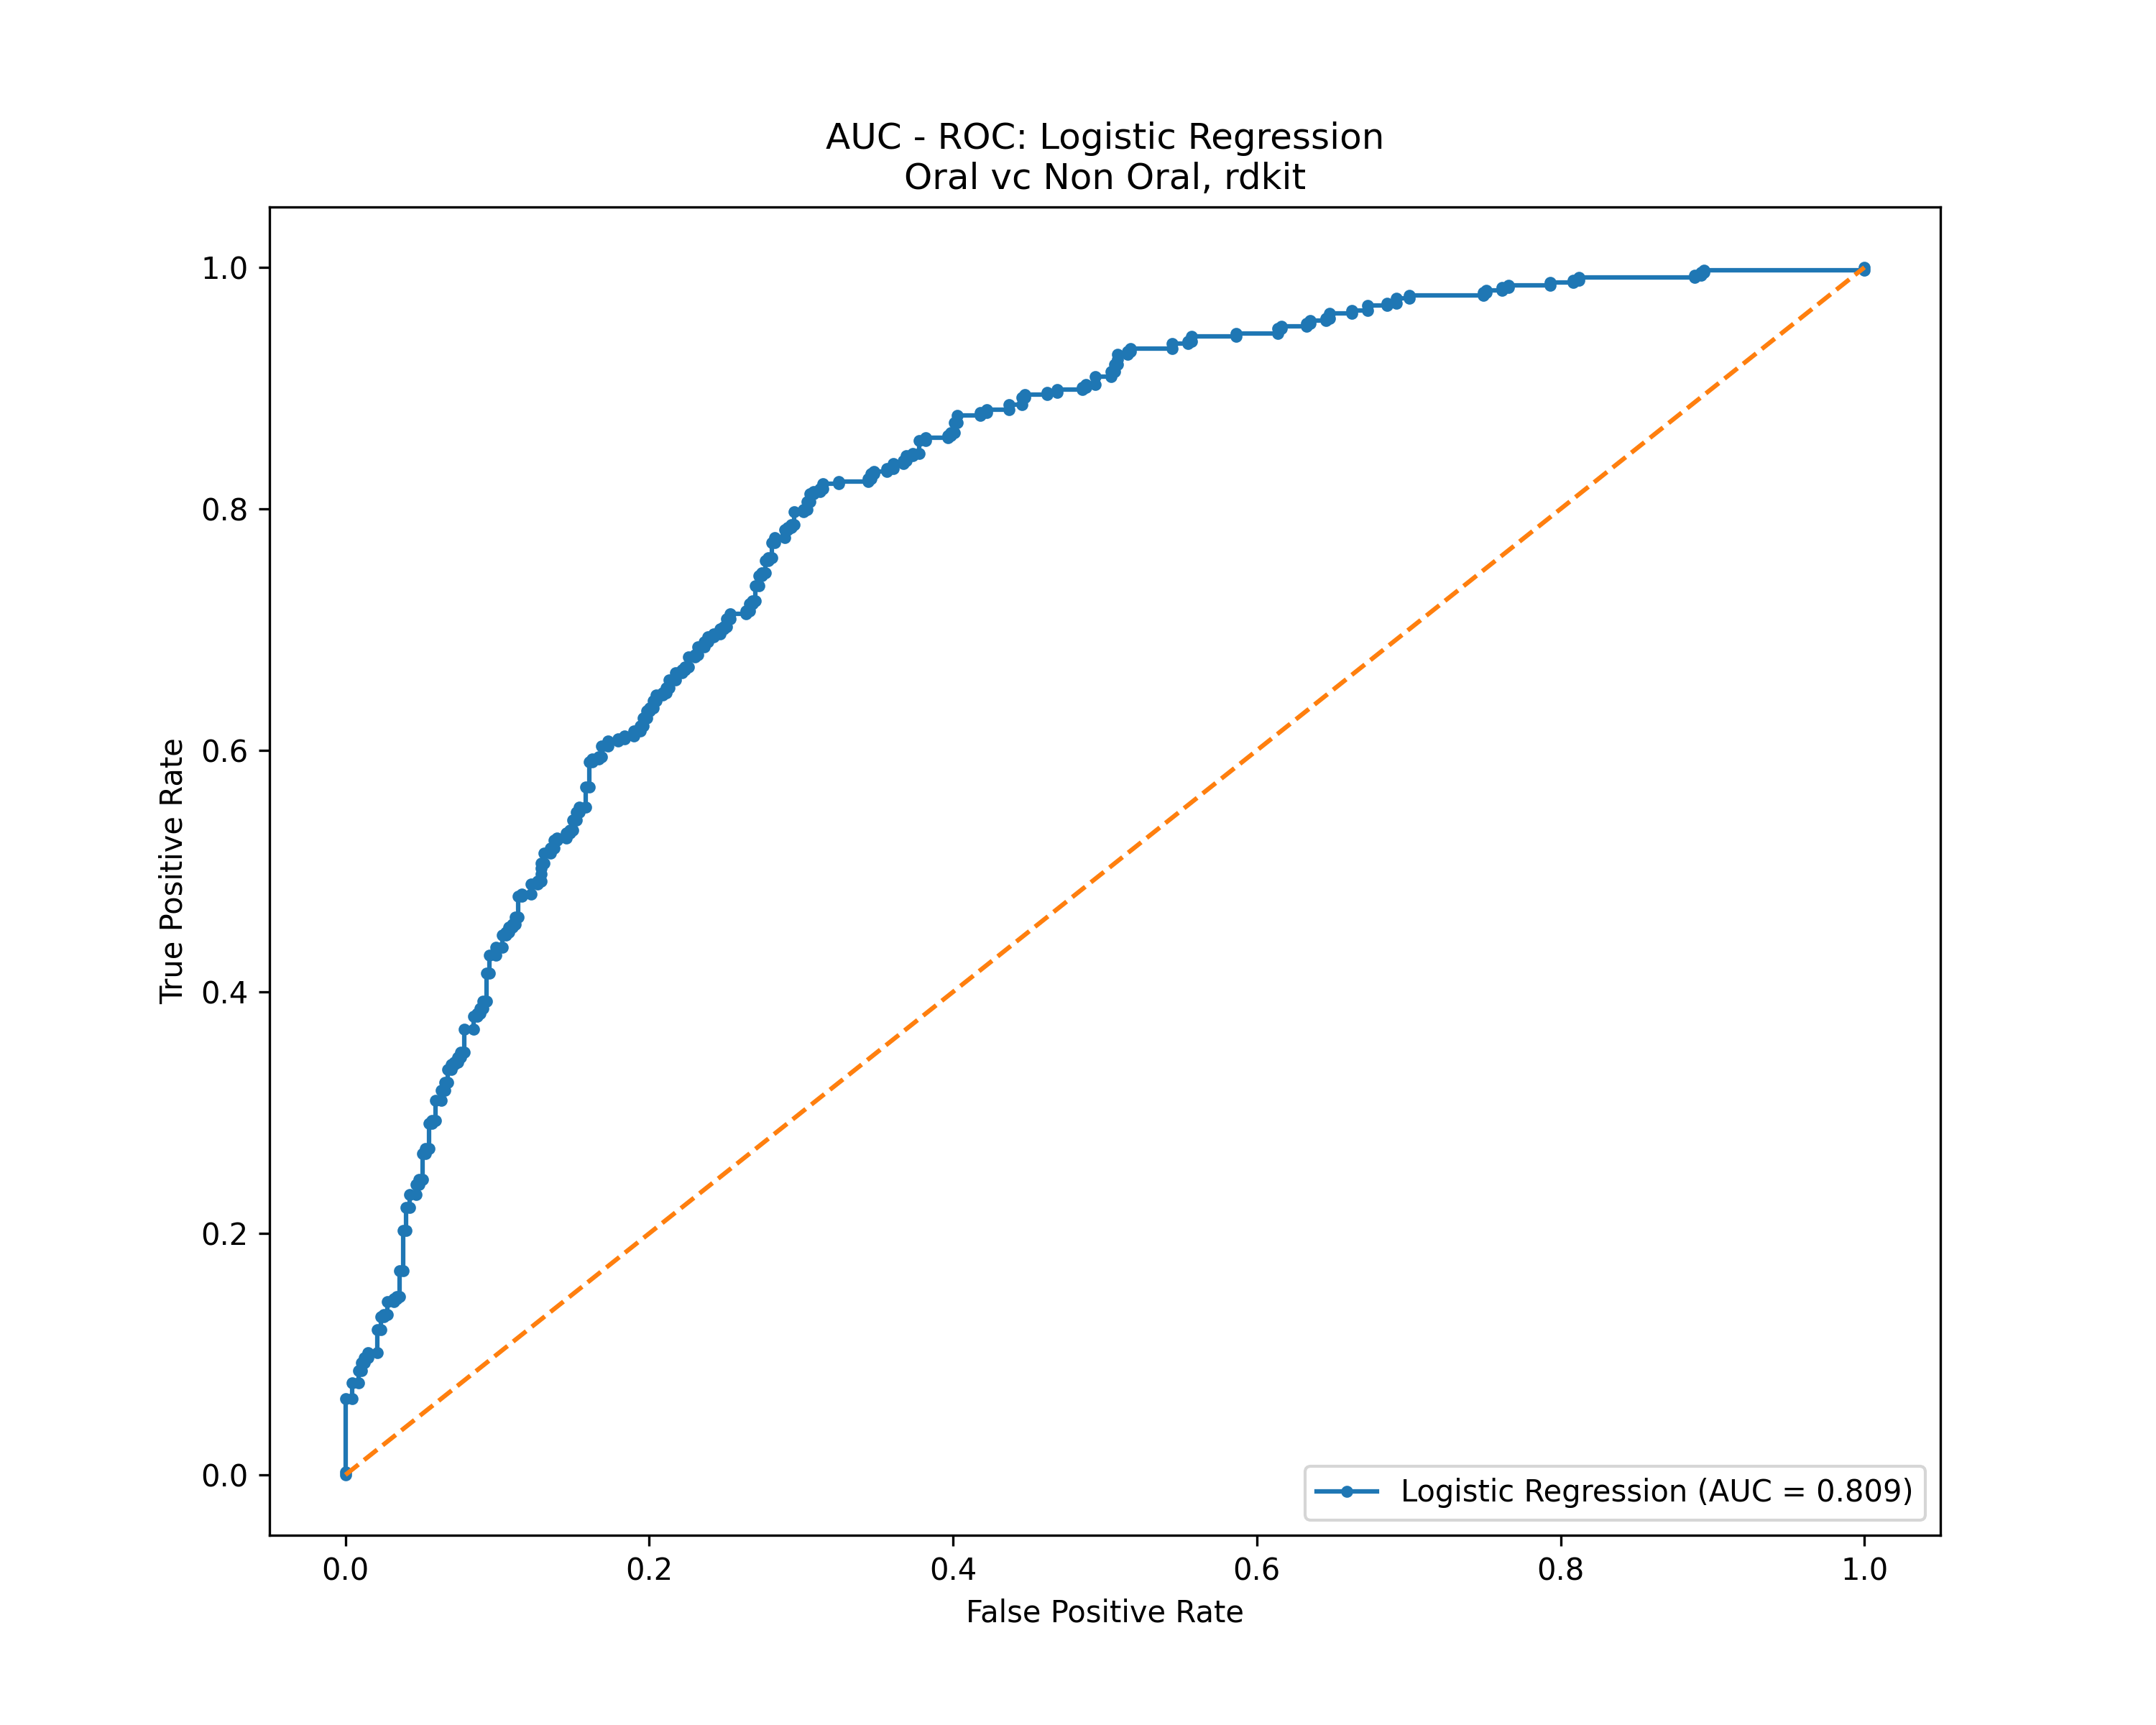 AUC - ROC: Logistic Regression
Oral vc Non Oral, rdkit
True Positive Rate
1.0
0.8
0.6
0.4
0.2
0.0
Logistic Regression (AUC = 0.809)
0.0 0.2 0.4 0.6 0.8 1.0
False Positive Rate